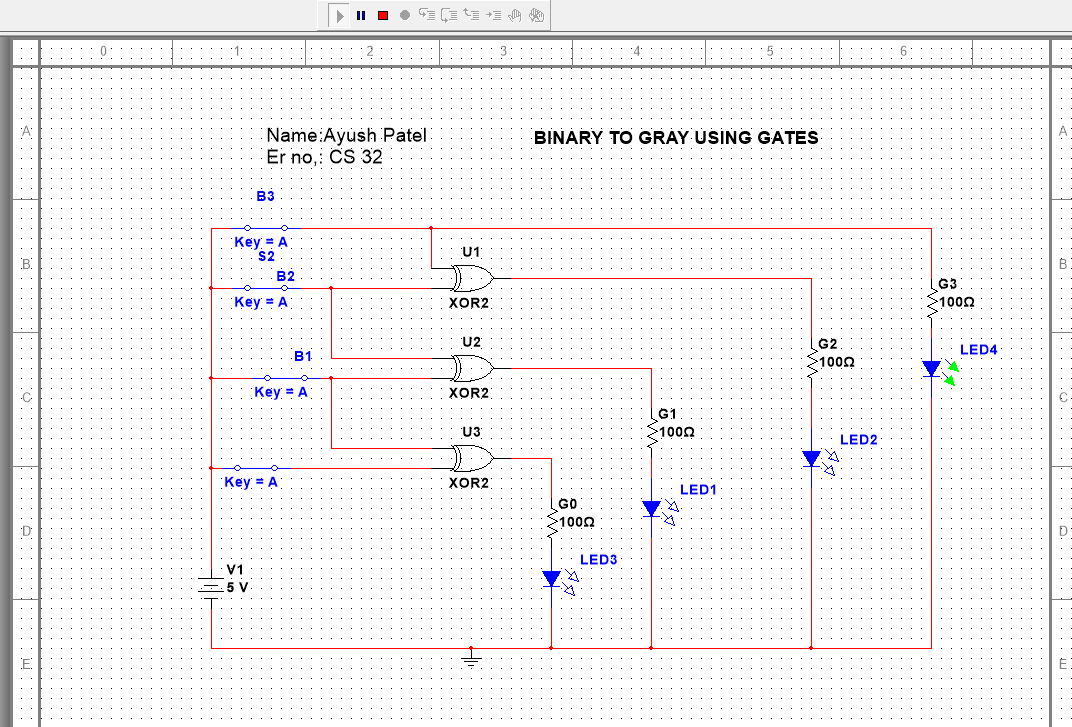 0 1 2 3 4 5 6
A A
Name:Ayush Patel
Er no,: CS 32
BINARY TO GRAY USING GATES
B3
Key = A
S2
B B
U1
B2
Key = A
XOR2
G3
100Ω
U2
G2
100Ω
LED4
B1
Key = A
XOR2
C C
G1
100Ω
U3
LED2
Key = A
XOR2
LED1
G0
100Ω
D D
LED3
V1
5 V
E E